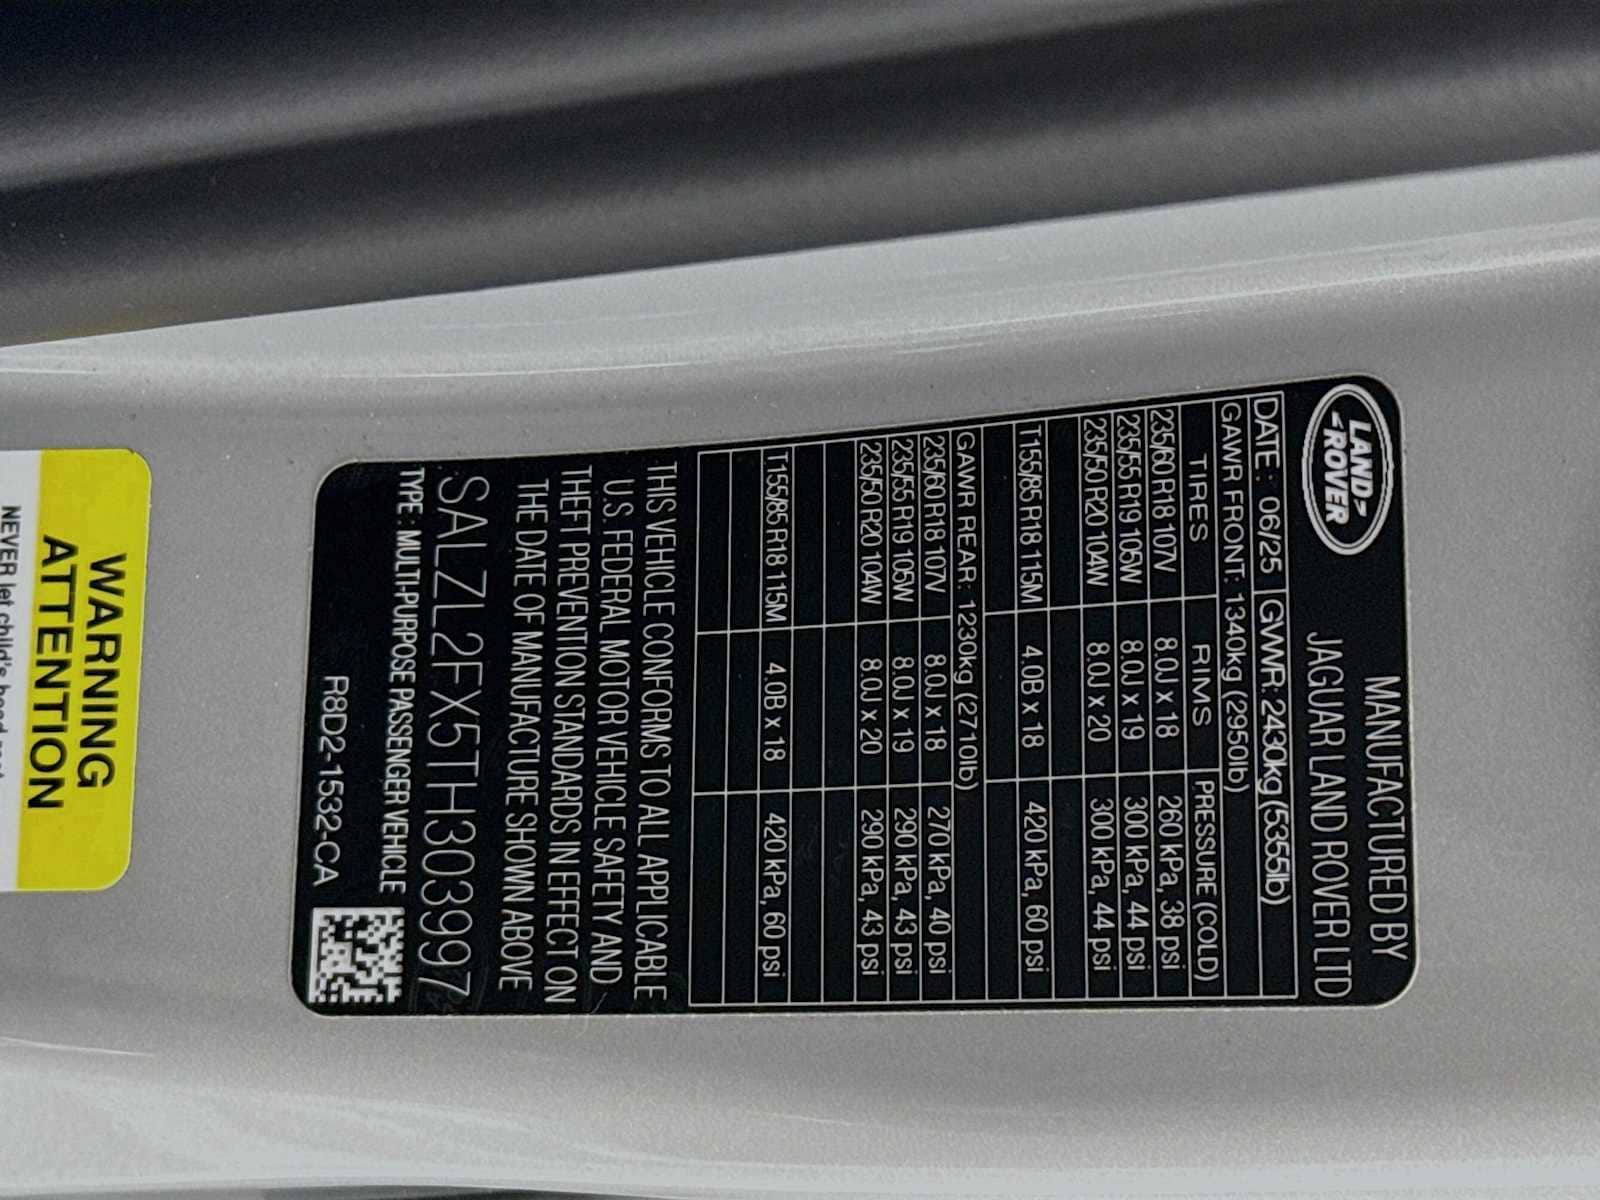 LAND ROVER
MANUFACTURED BY
JAGUAR LAND ROVER LTD
DATE: 06/25 GVWR: 2430kg (5355lb)
GAWR FRONT: 1340kg (2950lb)
TIRES RIMS PRESSURE (COLD)
235/60 R18 107V 8.0J x 18 260 kPa, 38 psi
235/55 R19 105W 8.0J x 19 300 kPa, 44 psi
235/50 R20 104W 8.0J x 20 300 kPa, 44 psi
T155/85 R18 115M 4.0B x 18 420 kPa, 60 psi
GAWR REAR: 1230kg (2710lb)
235/60 R18 107V 8.0J x 18 270 kPa, 40 psi
235/55 R19 105W 8.0J x 19 290 kPa, 43 psi
235/50 R20 104W 8.0J x 20 290 kPa, 43 psi
T155/85 R18 115M 4.0B x 18 420 kPa, 60 psi
THIS VEHICLE CONFORMS TO ALL APPLICABLE
U.S. FEDERAL MOTOR VEHICLE SAFETY AND
THEFT PREVENTION STANDARDS IN EFFECT ON
THE DATE OF MANUFACTURE SHOWN ABOVE
SALZL2FX5TH303997
TYPE: MULTI-PURPOSE PASSENGER VEHICLE
R8D2-1532-CA
WARNING
ATTENTION
NEVER let child's head rest